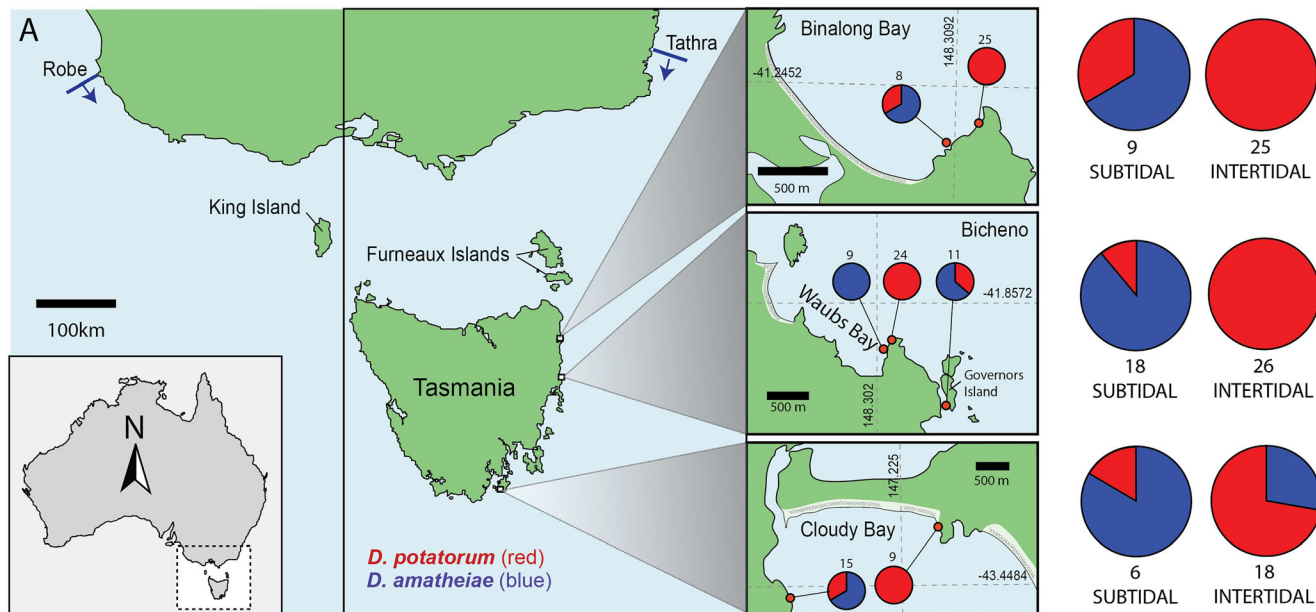 A
Robe
Tathra
King Island
Furneaux Islands
100km
Tasmania
N
D. potatorum (red)
D. amatheiae (blue)
Binalong Bay
148.3092
-41.2452
25
8
500 m
Bicheno
9
24
11
-41.8572
Waubs Bay
Governors
Island
500 m
148.302
147.225
500 m
Cloudy Bay
15
9
-43.4484
9
SUBTIDAL
25
INTERTIDAL
18
SUBTIDAL
26
INTERTIDAL
6
SUBTIDAL
18
INTERTIDAL